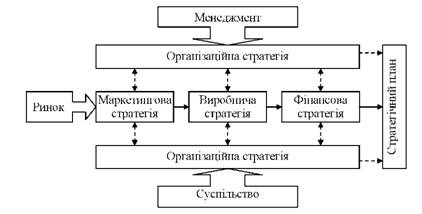 Менеджмент
Організаційна стратегія
Ринок
Маркетингова
стратегія
Виробнича
стратегія
Фінансова
стратегія
Стратегічний план
Організаційна стратегія
Суспільство